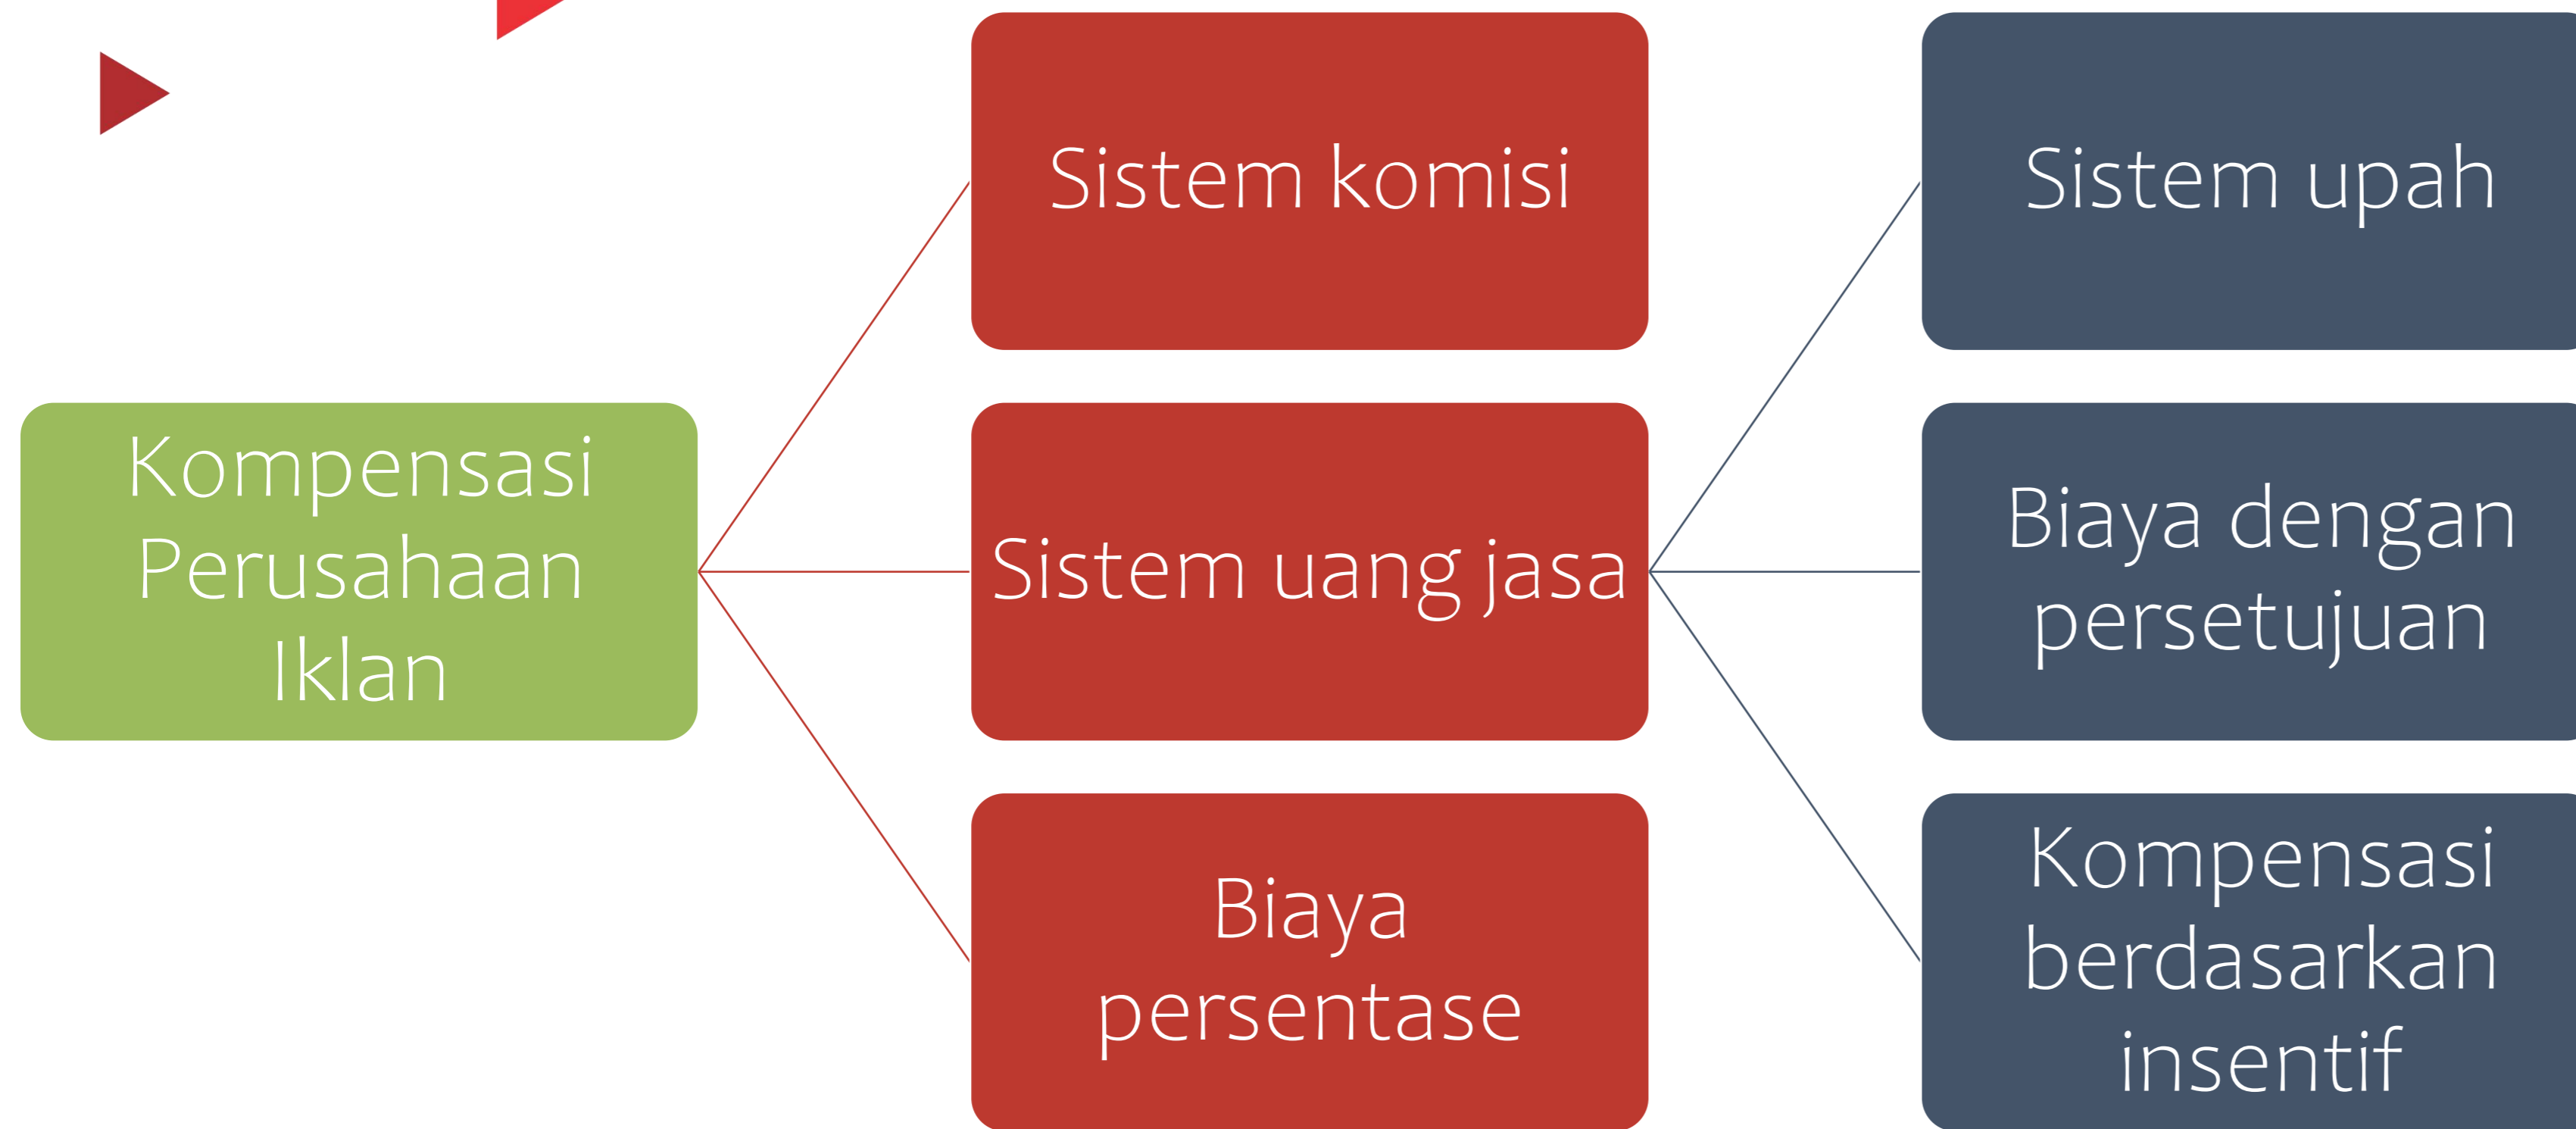 Kompensasi
Perusahaan
Iklan
Sistem komisi
Sistem uang jasa
Biaya
persentase
Sistem upah
Biaya dengan
persetujuan
Kompensasi
berdasarkan
insentif